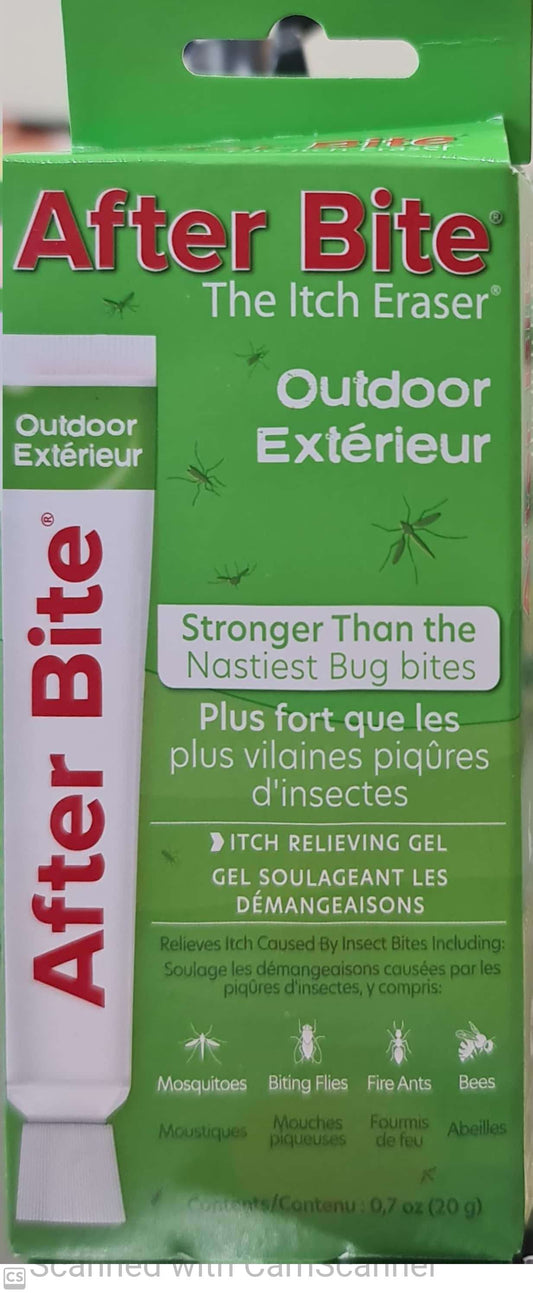 After Bite®
The Itch Eraser®
Outdoor
Extérieur
Outdoor
Extérieur
After Bite®
Stronger Than the
Nastiest Bug bites
Plus fort que les
plus vilaines piqûres
d'insectes
ITCH RELIEVING GEL
GEL SOULAGEANT LES
DÉMANGEAISONS
Relieves Itch Caused By Insect Bites Including:
Soulage les démangeaisons causées par les
piqûres d'insectes, y compris:
Mosquitoes Biting Flies Fire Ants Bees
Moustiques Mouches piqueuses Fourmis de feu Abeilles
Contents/Contenu : 0,7 oz (20 g)
CS Scanned with CamScanner